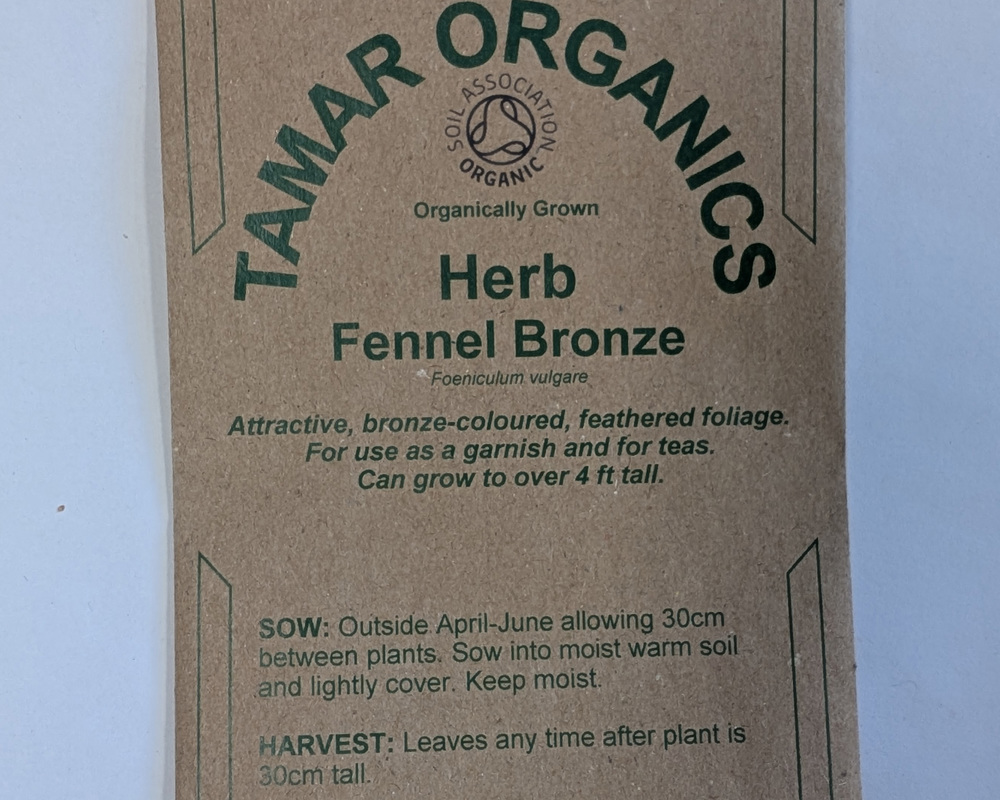 TAMAR ORGANICS
SOIL ASSOCIATION
ORGANIC
Organically Grown
Herb
Fennel Bronze
Foeniculum vulgare
Attractive, bronze-coloured, feathered foliage.
For use as a garnish and for teas.
Can grow to over 4 ft tall.
SOW: Outside April-June allowing 30cm
between plants. Sow into moist warm soil
and lightly cover. Keep moist.
HARVEST: Leaves any time after plant is
30cm tall.